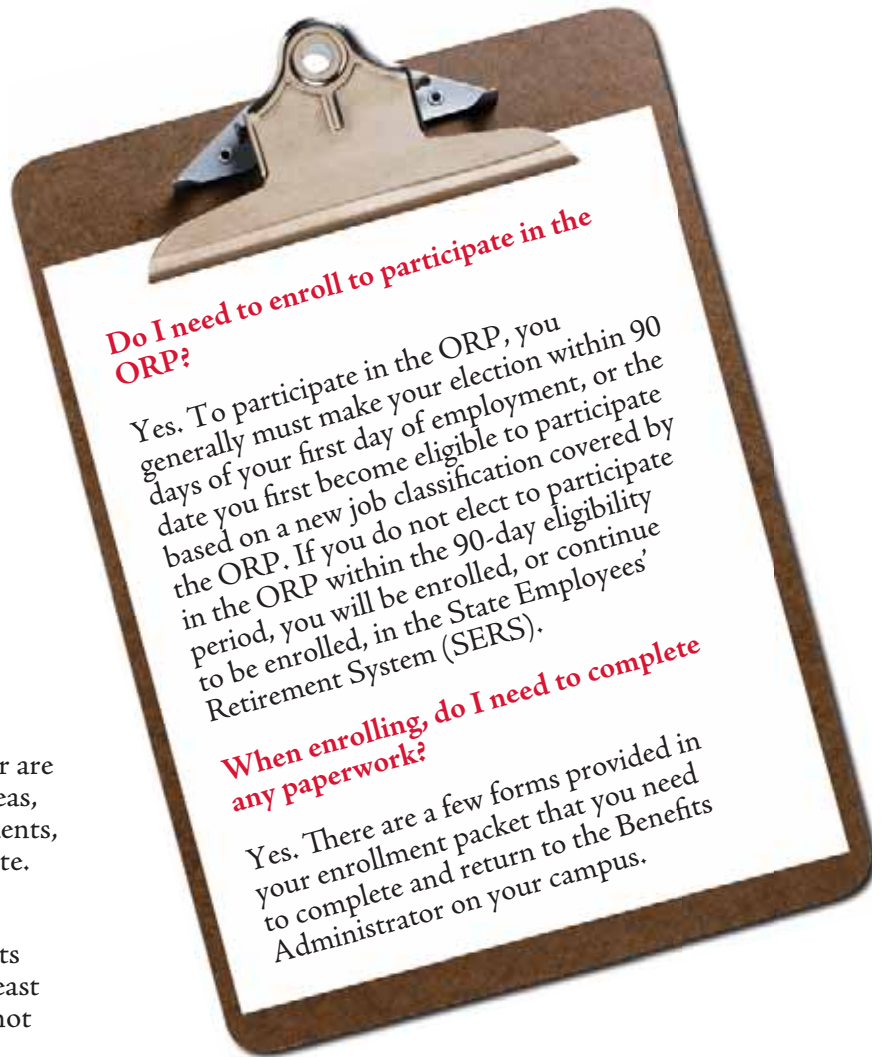 Do I need to enroll to participate in the
ORP?
Yes. To participate in the ORP, you
generally must make your election within 90
days of your first day of employment, or the
date you first become eligible to participate
based on a new job classification covered by
the ORP. If you do not elect to participate
in the ORP within the 90-day eligibility
period, you will be enrolled, or continue
to be enrolled, in the State Employees’
Retirement System (SERS).
When enrolling, do I need to complete
any paperwork?
Yes. There are a few forms provided in
your enrollment packet that you need
to complete and return to the Benefits
Administrator on your campus.
are